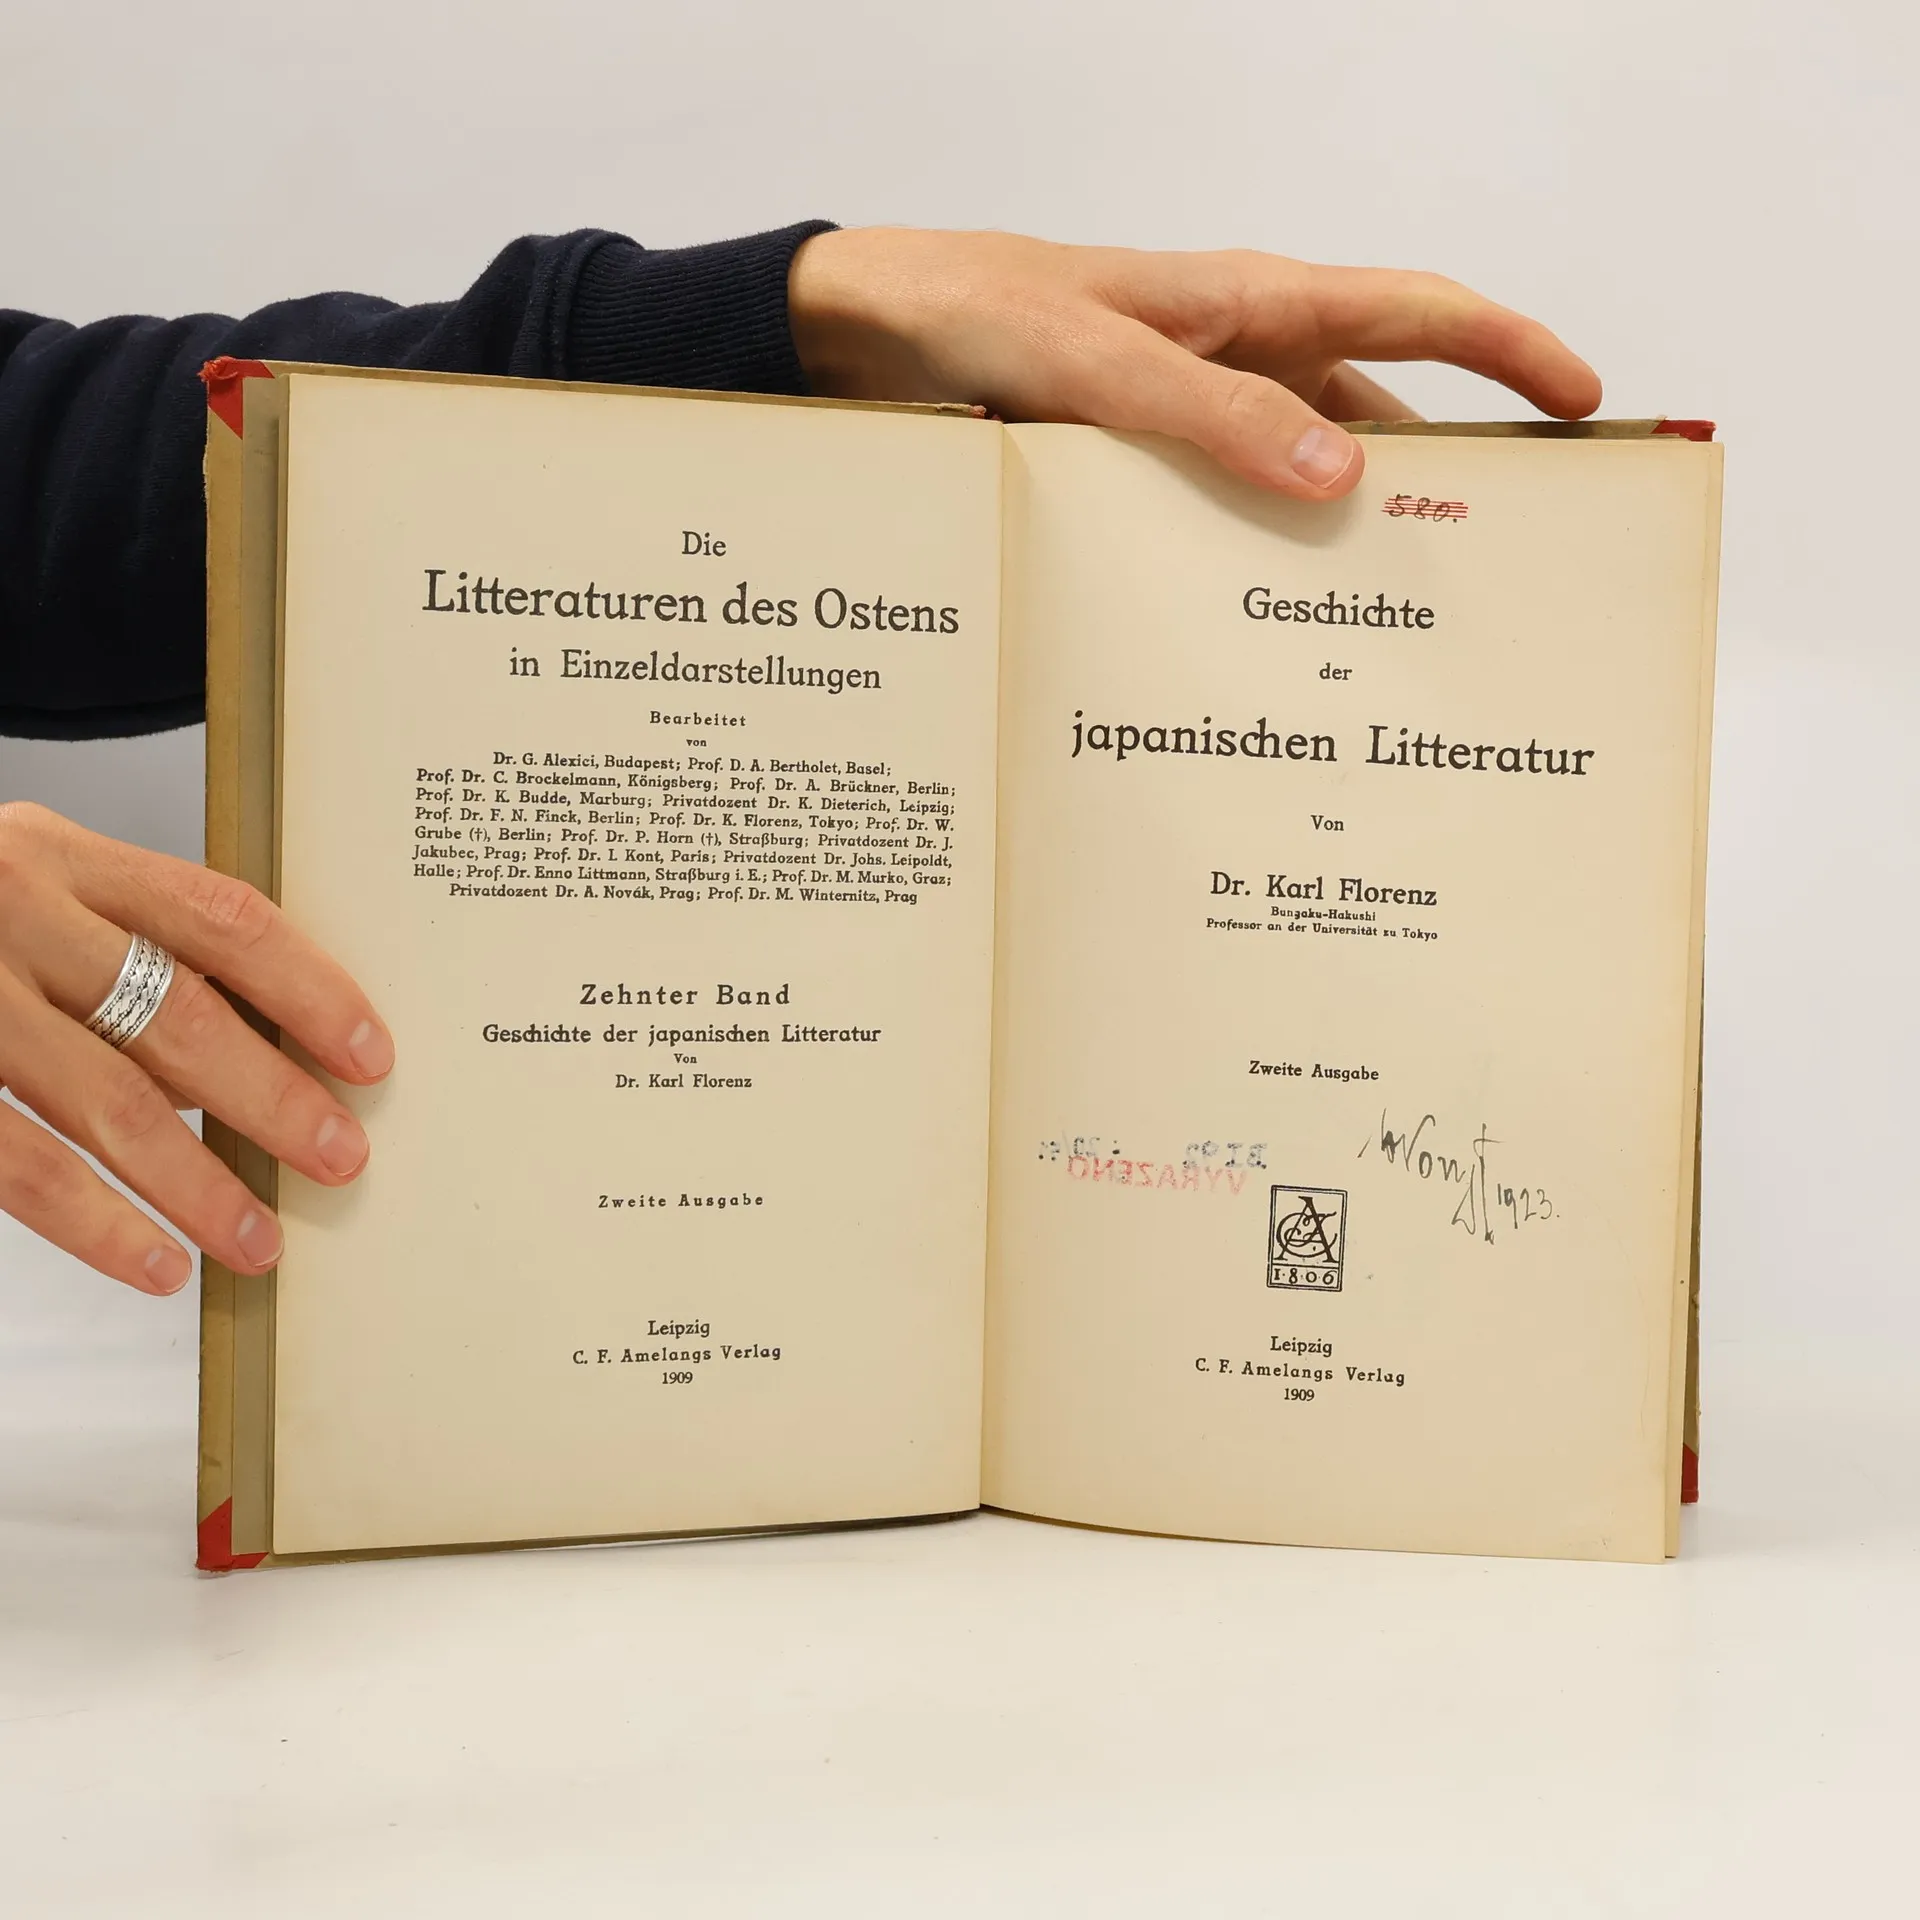 Die
Litteraturen des Ostens
in Einzeldarstellungen
Bearbeitet
von
Dr. G. Alexici, Budapest; Prof. D. A. Bertholet, Basel;
Prof. Dr. C. Brockelmann, Königsberg; Prof. Dr. A. Brückner, Berlin;
Prof. Dr. K. Budde, Marburg; Privatdozent Dr. K. Dieterich, Leipzig;
Prof. Dr. F. N. Finck, Berlin; Prof. Dr. K. Florenz, Tokyo; Prof. Dr. W.
Grube (†), Berlin; Prof. Dr. P. Horn (†), Straßburg; Privatdozent Dr. J.
Jakubec, Prag; Prof. Dr. I. Kont, Paris; Privatdozent Dr. Johs. Leipoldt,
Halle; Prof. Dr. Enno Littmann, Straßburg i. E.; Prof. Dr. M. Murko, Graz;
Privatdozent Dr. A. Novák, Prag; Prof. Dr. M. Winternitz, Prag
Zehnter Band
Geschichte der japanischen Litteratur
Von
Dr. Karl Florenz
Zweite Ausgabe
Leipzig
C. F. Amelangs Verlag
1909
580.
Geschichte
der
japanischen Litteratur
Von
Dr. Karl Florenz
Bungaku-Hakushi
Professor an der Universität zu Tokyo
Zweite Ausgabe
VYŘAZENO
1923.
1·8·0·6
Leipzig
C. F. Amelangs Verlag
1909